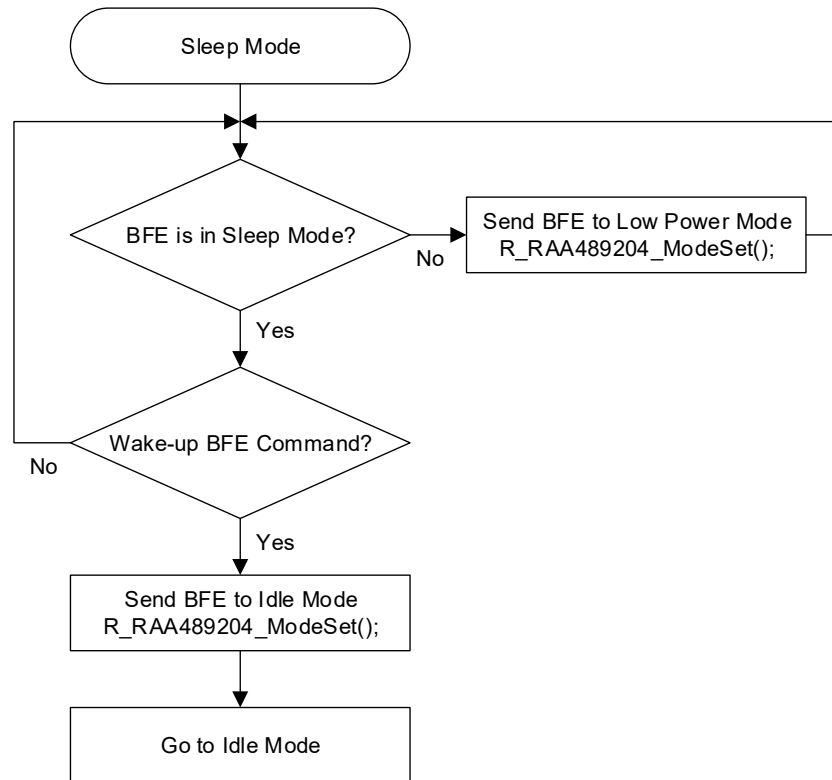 Sleep Mode
BFE is in Sleep Mode?
No
Send BFE to Low Power Mode
R_RAA489204_ModeSet();
Yes
Wake-up BFE Command?
No
Yes
Send BFE to Idle Mode
R_RAA489204_ModeSet();
Go to Idle Mode